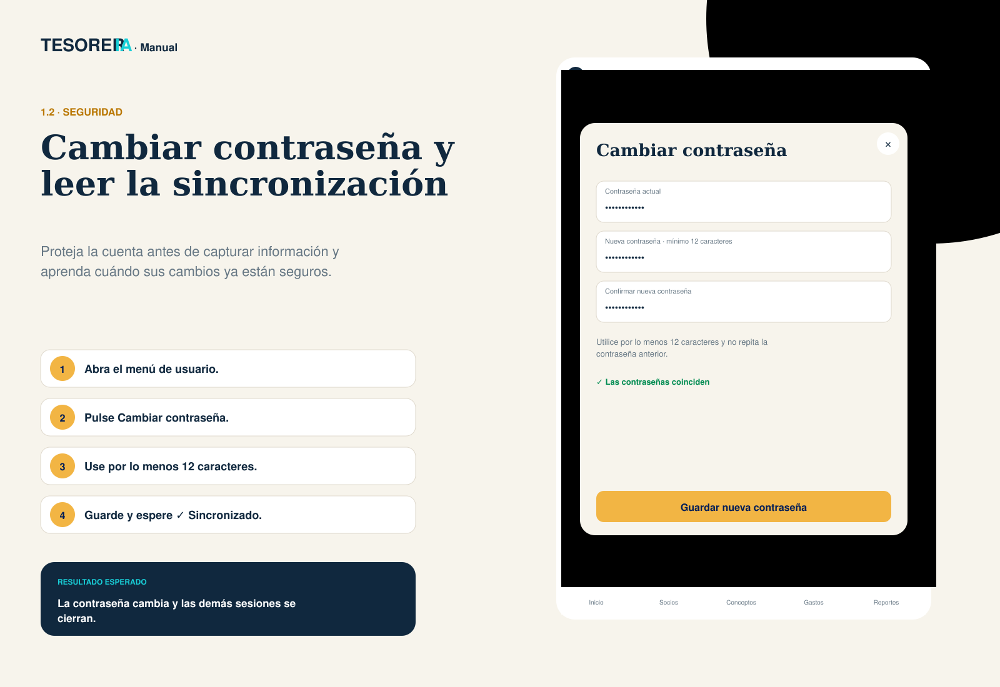 TESORERÍA · Manual
1.2 · SEGURIDAD
Cambiar contraseña y
leer la sincronización
Proteja la cuenta antes de capturar información y
aprenda cuándo sus cambios ya están seguros.
1 Abra el menú de usuario.
2 Pulse Cambiar contraseña.
3 Use por lo menos 12 caracteres.
4 Guarde y espere ✓ Sincronizado.
RESULTADO ESPERADO
La contraseña cambia y las demás sesiones se
cierran.
Cambiar contraseña
×
Contraseña actual
••••••••••••
Nueva contraseña · mínimo 12 caracteres
••••••••••••
Confirmar nueva contraseña
••••••••••••
Utilice por lo menos 12 caracteres y no repita la
contraseña anterior.
✓ Las contraseñas coinciden
Guardar nueva contraseña
Inicio Socios Conceptos Gastos Reportes